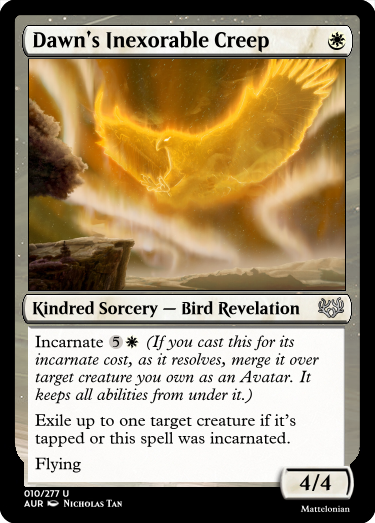 Dawn's Inexorable Creep
Kindred Sorcery — Bird Revelation
Incarnate 5 (If you cast this for its
incarnate cost, as it resolves, merge it over
target creature you own as an Avatar. It
keeps all abilities from under it.)
Exile up to one target creature if it's
tapped or this spell was incarnated.
Flying
4/4
010/277 U
AUR Nicholas Tan
Mattelonian